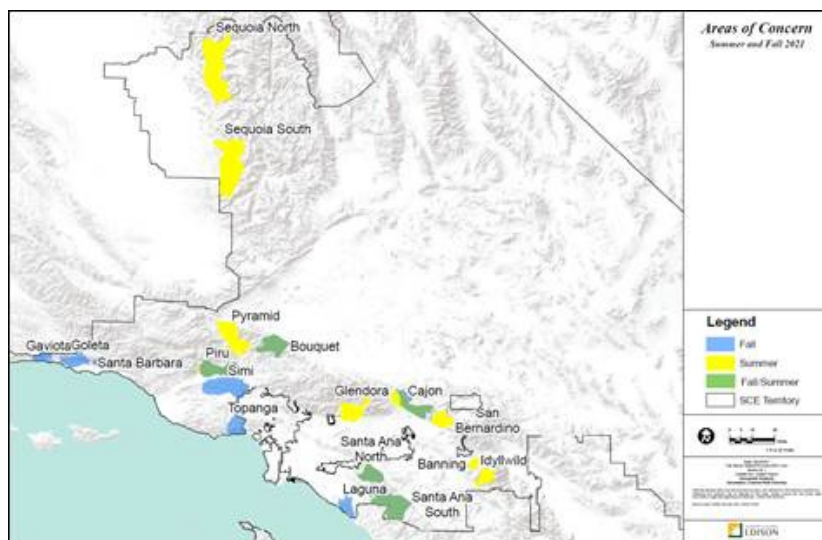 Areas of Concern
Summer and Fall 2021
Sequoia North
Sequoia South
Pyramid
Gaviota
Goleta
Santa Barbara
Piru
Bouquet
Simi
Topanga
Glendora
Cajon
San
Bernardino
Santa Ana
North
Banning
Idyllwild
Laguna
Santa Ana
South
Legend
Fall
Summer
Fall/Summer
SCE Territory
EDISON